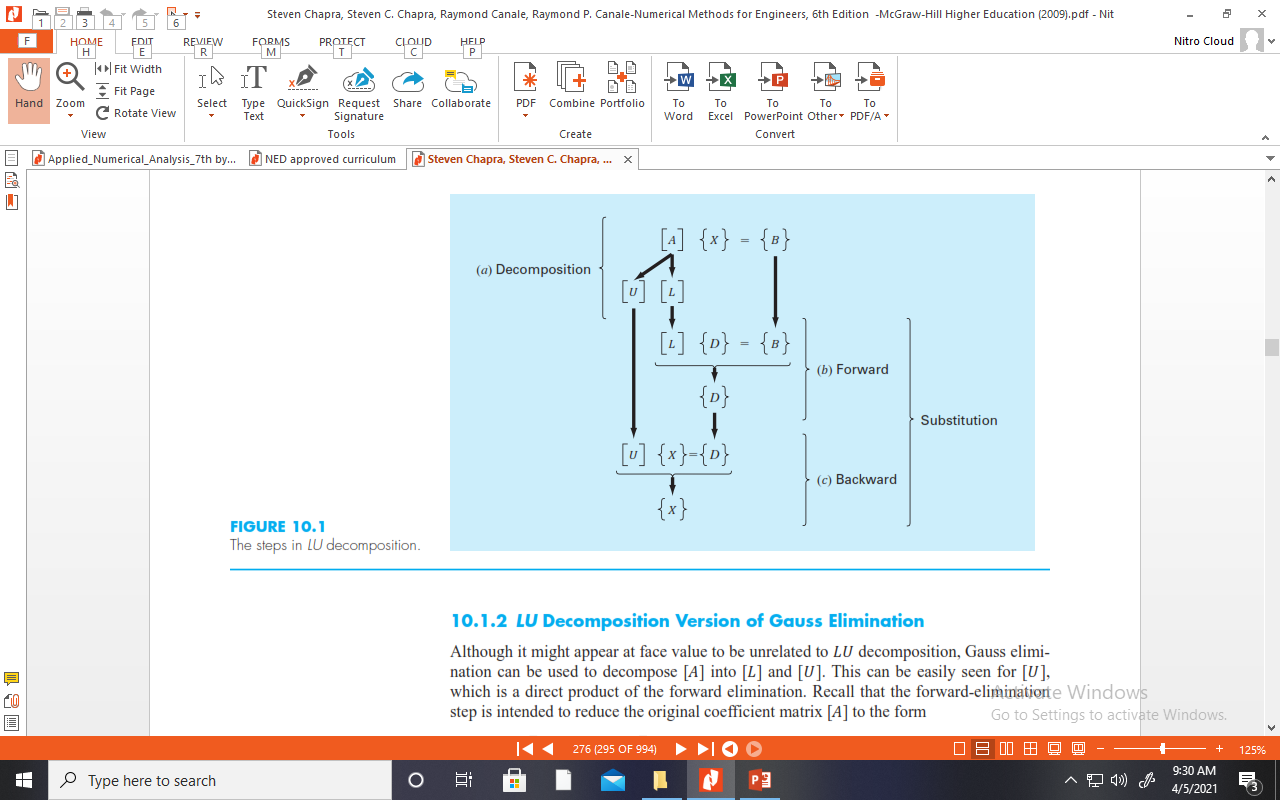 Steven Chapra, Steven C. Chapra, Raymond Canale, Raymond P. Canale-Numerical Methods for Engineers, 6th Edition -McGraw-Hill Higher Education (2009).pdf - Nit
1 2 3 4 5 6
F HOME EDIT REVIEW FORMS PROTECT CLOUD HELP
H E R M T C P
Nitro Cloud
Hand
Zoom
Fit Width
Fit Page
Rotate View
View
Select
Type Text
QuickSign
Request Signature
Share
Collaborate
Tools
PDF
Combine
Portfolio
Create
To Word
To Excel
To PowerPoint
To Other
To PDF/A
Convert
Applied_Numerical_Analysis_7th by...
NED approved curriculum
Steven Chapra, Steven C. Chapra, ...
[A] {X} = {B}
(a) Decomposition
[U] [L]
[L] {D} = {B}
(b) Forward
{D}
Substitution
[U] {X}={D}
(c) Backward
{X}
FIGURE 10.1
The steps in LU decomposition.
10.1.2 LU Decomposition Version of Gauss Elimination
Although it might appear at face value to be unrelated to LU decomposition, Gauss elimi-
nation can be used to decompose [A] into [L] and [U]. This can be easily seen for [U],
which is a direct product of the forward elimination. Recall that the forward-elimination
step is intended to reduce the original coefficient matrix [A] to the form
Activate Windows
Go to Settings to activate Windows.
276 (295 OF 994)
125%
Type here to search
9:30 AM
4/5/2021
3